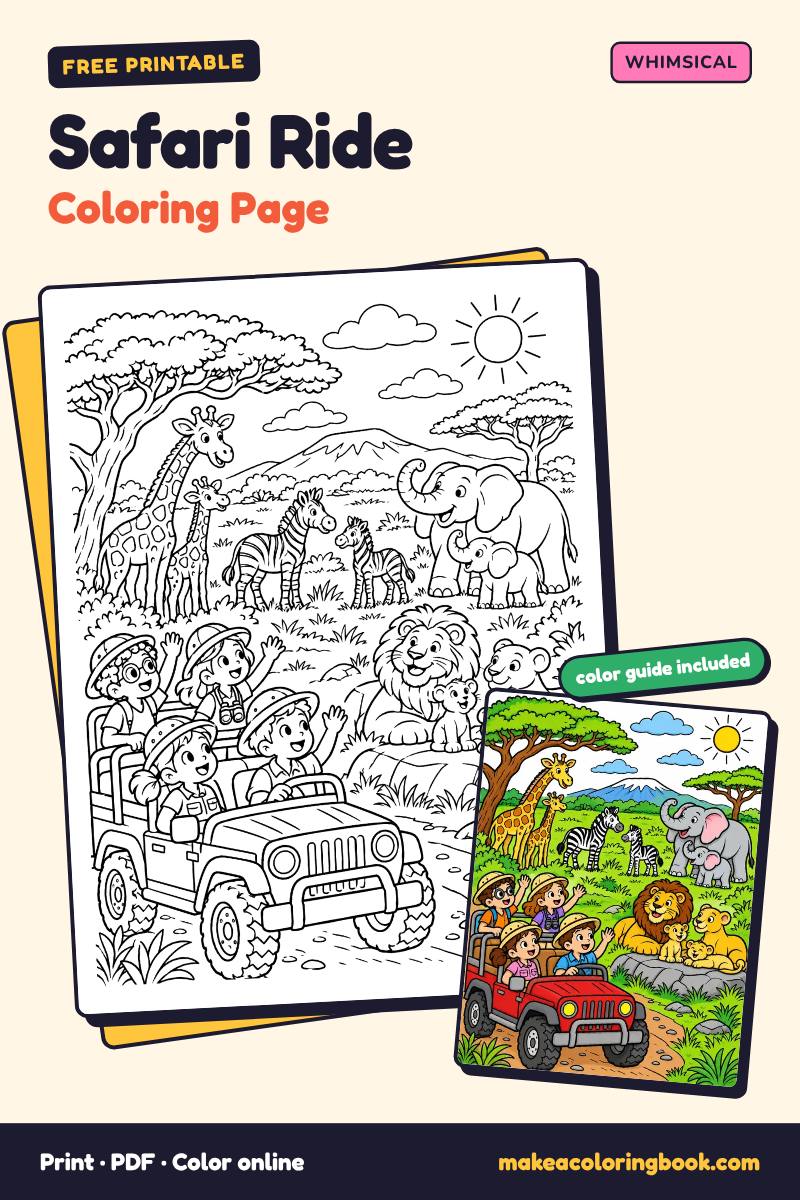 FREE PRINTABLE
WHIMSICAL
Safari Ride
Coloring Page
color guide included
Print · PDF · Color online
makeacoloringbook.com